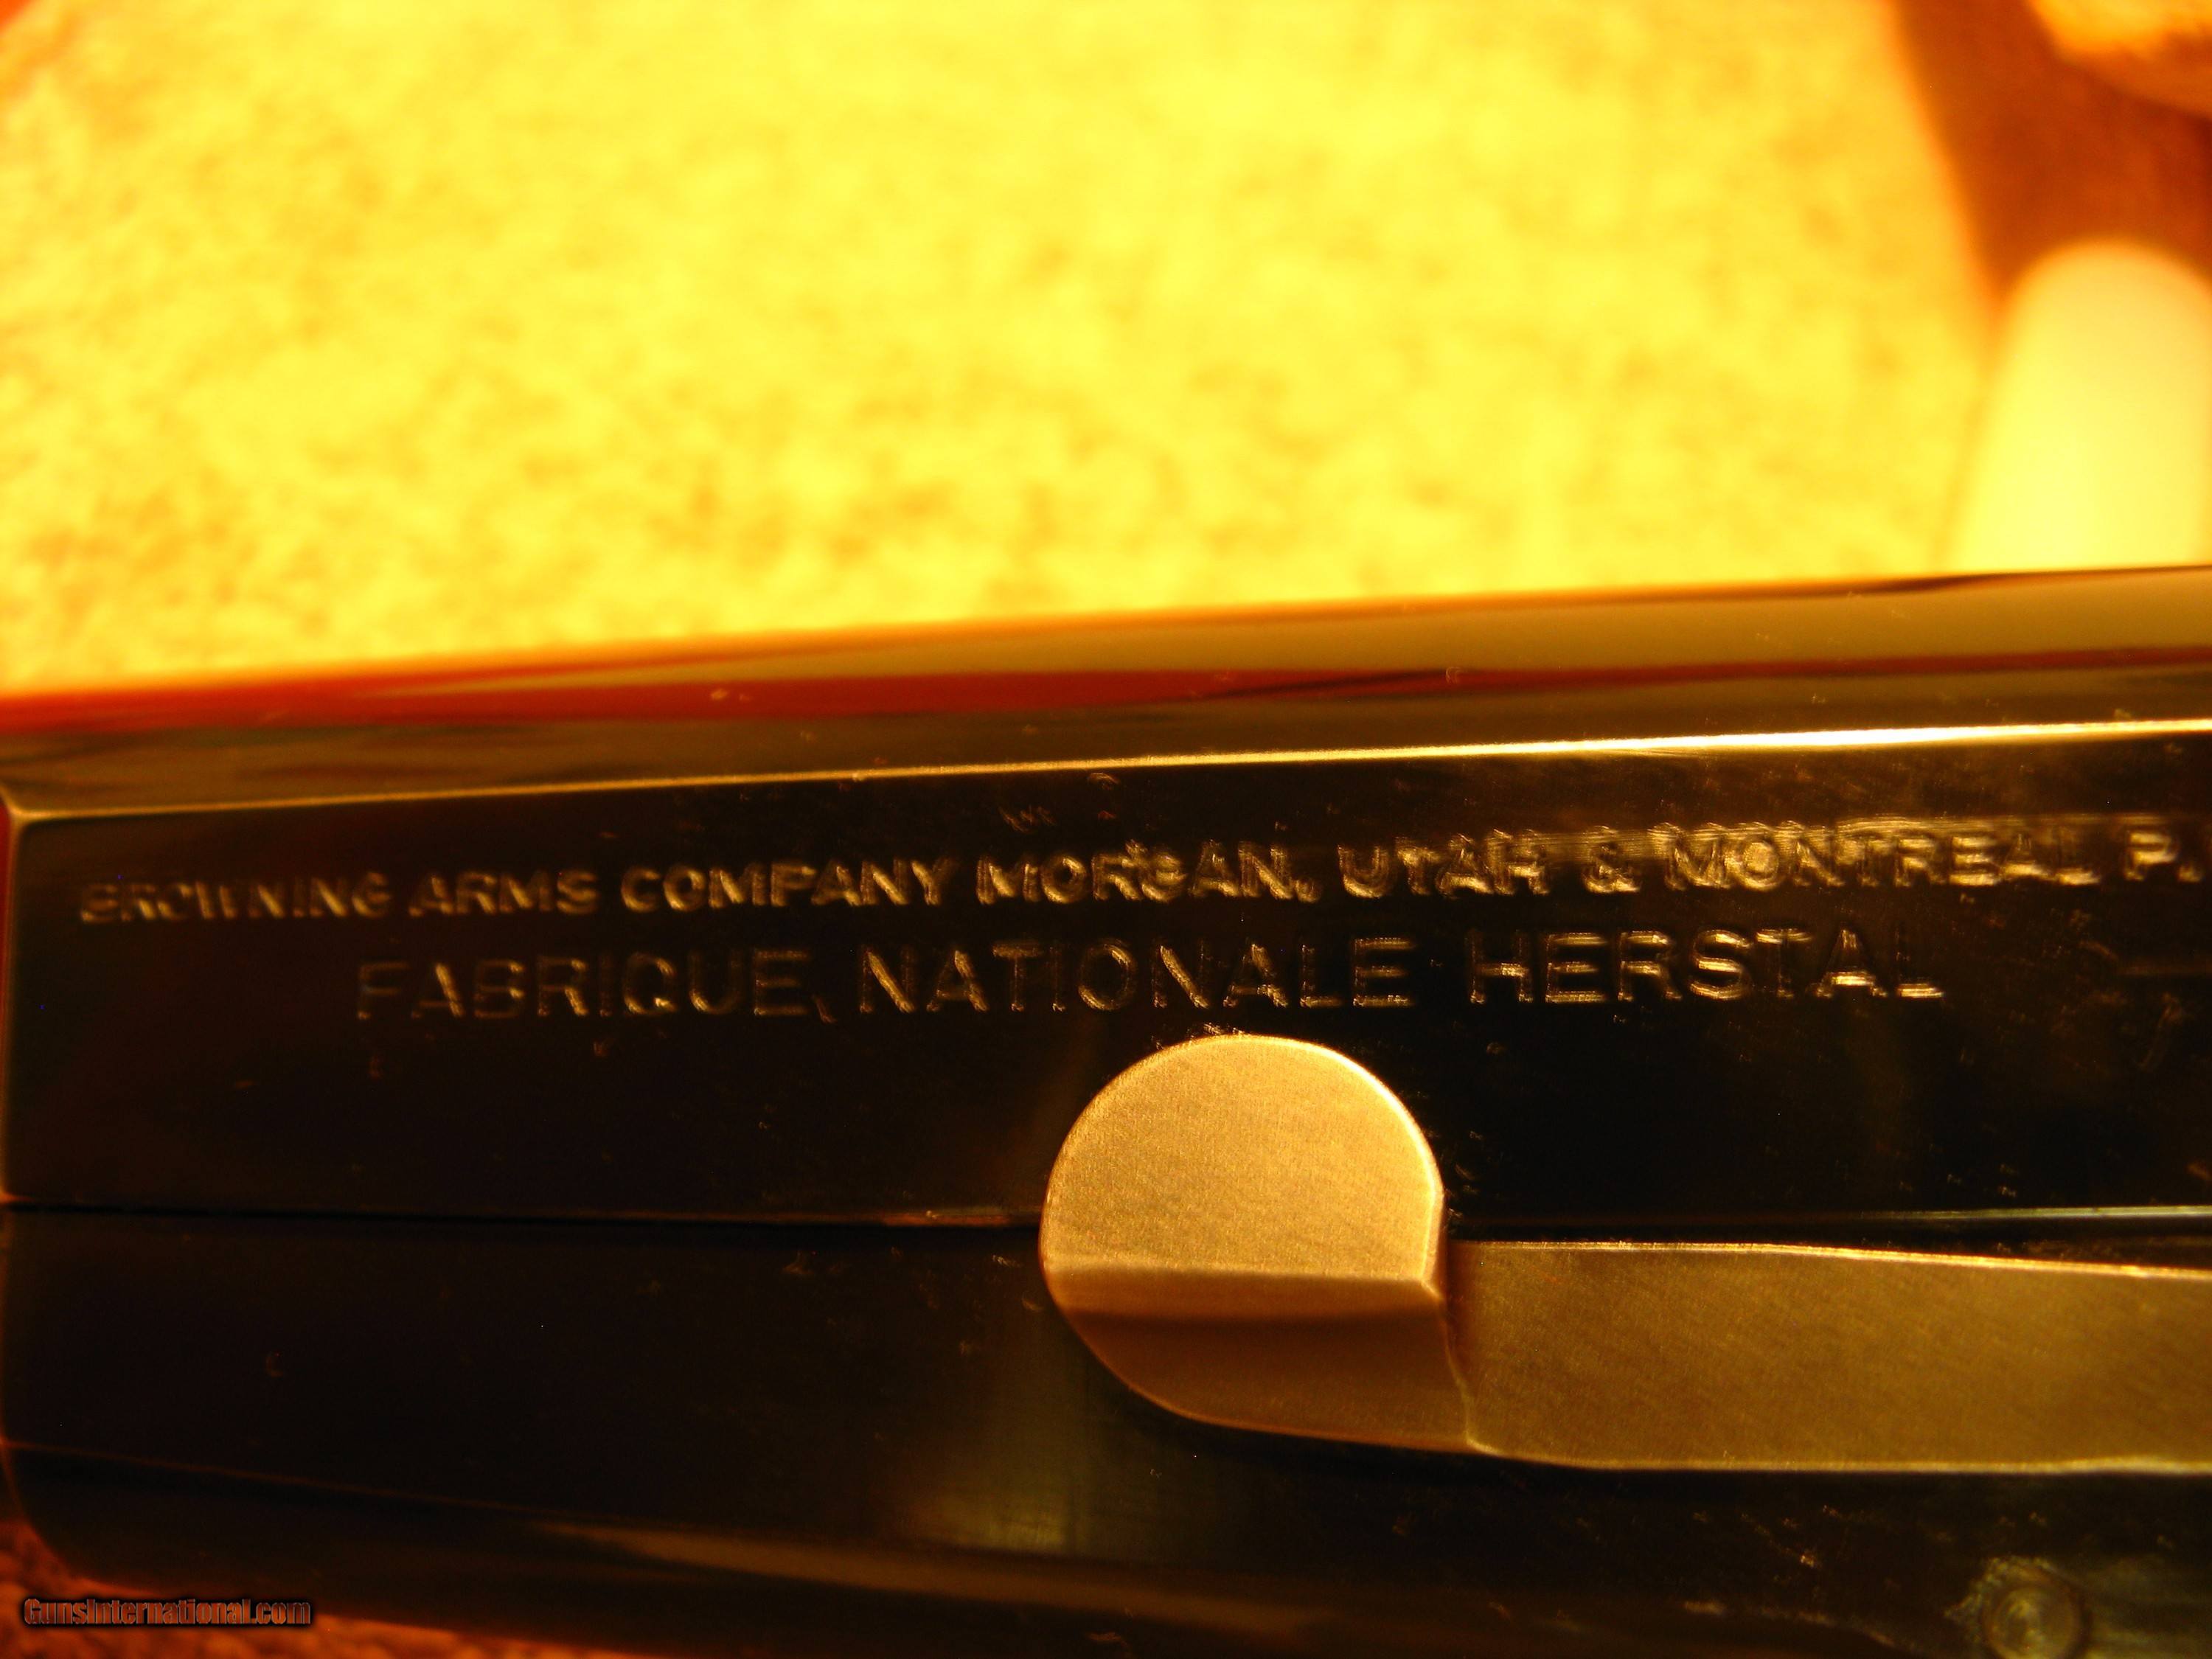 BROWNING ARMS COMPANY MORGAN, UTAH & MONTREAL P.
FABRIQUE, NATIONALE HERSTAL
GunsInternational.com